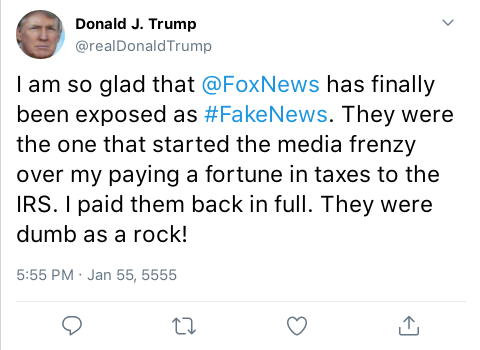 Donald J. Trump
@realDonaldTrump
I am so glad that @FoxNews has finally
been exposed as #FakeNews. They were
the one that started the media frenzy
over my paying a fortune in taxes to the
IRS. I paid them back in full. They were
dumb as a rock!
5:55 PM · Jan 55, 5555